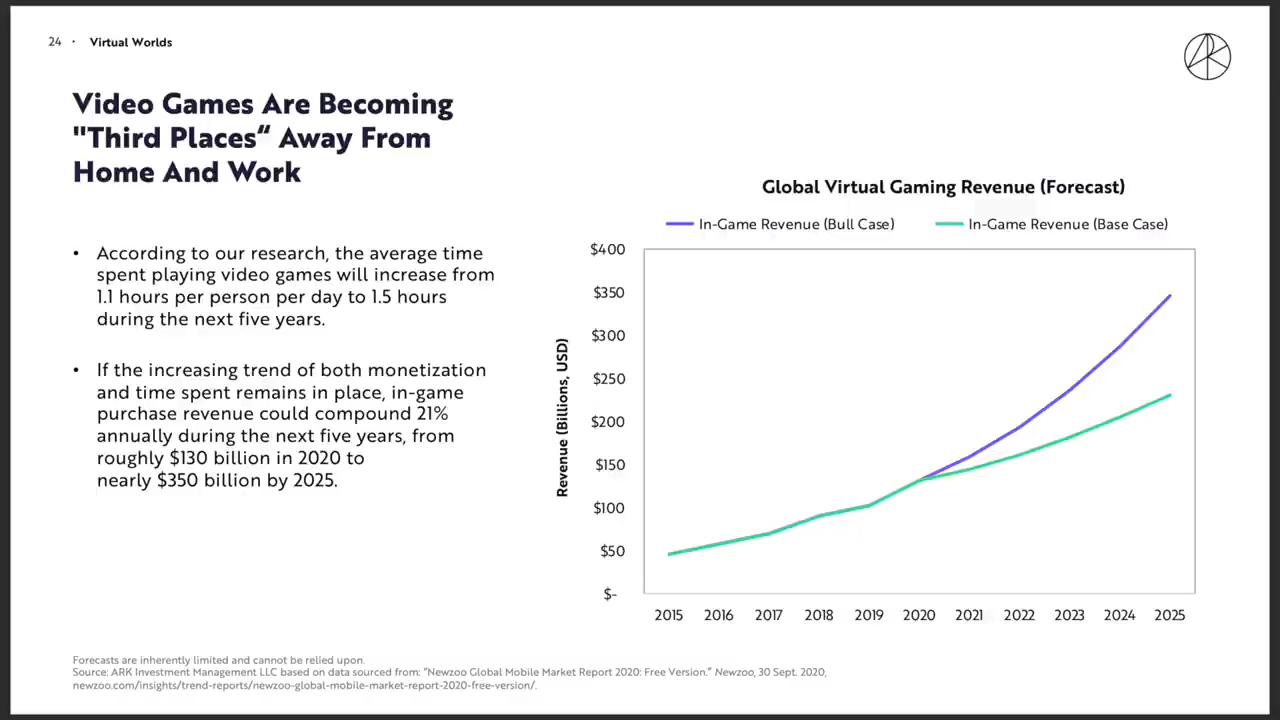 24 · Virtual Worlds
ARK
Video Games Are Becoming
"Third Places“ Away From
Home And Work
• According to our research, the average time
spent playing video games will increase from
1.1 hours per person per day to 1.5 hours
during the next five years.
• If the increasing trend of both monetization
and time spent remains in place, in-game
purchase revenue could compound 21%
annually during the next five years, from
roughly $130 billion in 2020 to
nearly $350 billion by 2025.
Global Virtual Gaming Revenue (Forecast)
In-Game Revenue (Bull Case) In-Game Revenue (Base Case)
Revenue (Billions, USD)
$400
$350
$300
$250
$200
$150
$100
$50
$-
2015 2016 2017 2018 2019 2020 2021 2022 2023 2024 2025
Forecasts are inherently limited and cannot be relied upon.
Source: ARK Investment Management LLC based on data sourced from: “Newzoo Global Mobile Market Report 2020: Free Version.” Newzoo, 30 Sept. 2020,
newzoo.com/insights/trend-reports/newzoo-global-mobile-market-report-2020-free-version/.